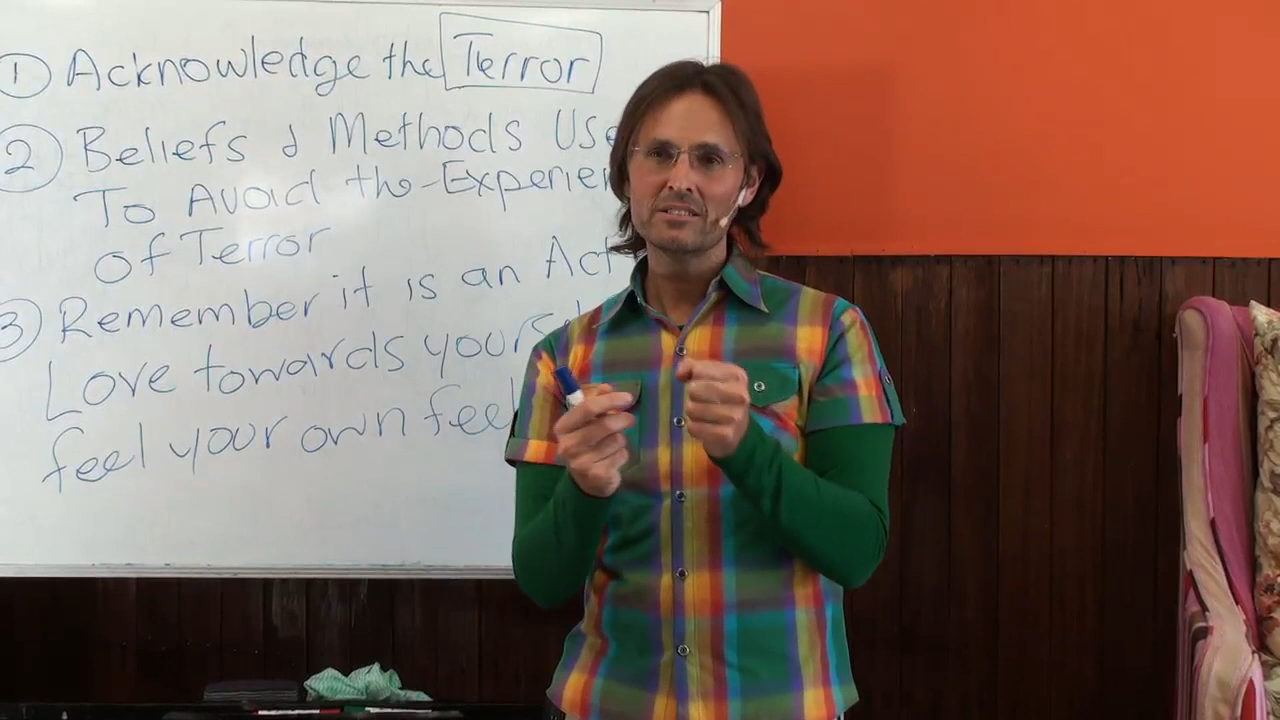 ① Acknowledge the Terror
② Beliefs & Methods Use
To Avoid the Experien
of Terror
③ Remember it is an Act
Love towards yours
feel your own feel